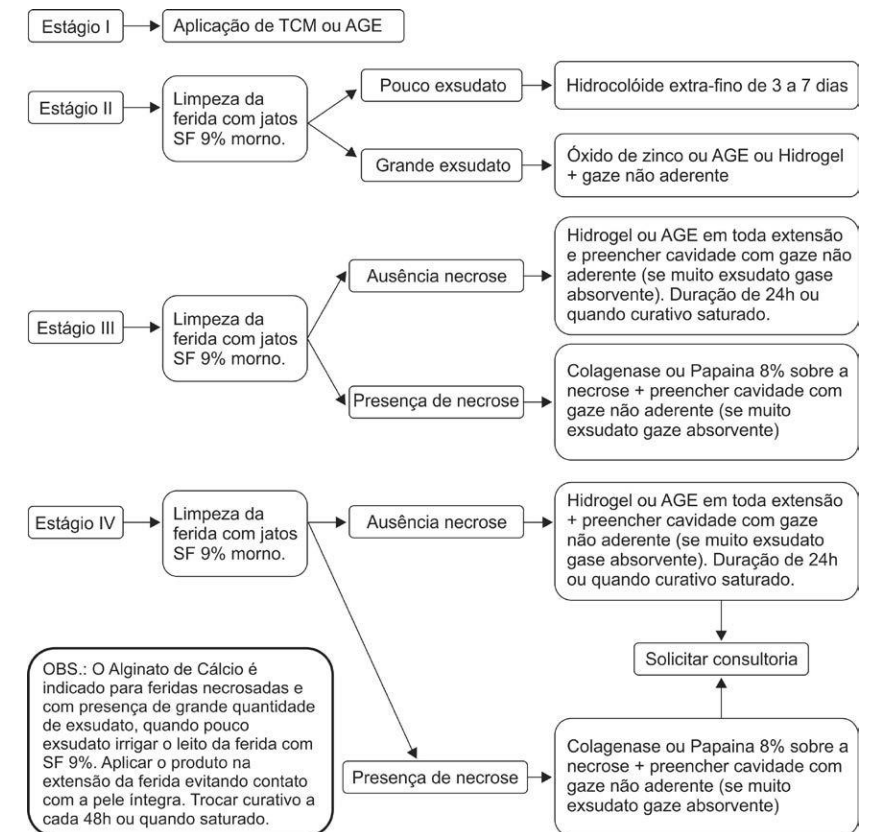 Estágio I
Aplicação de TCM ou AGE
Estágio II
Limpeza da
ferida com jatos
SF 9% morno.
Pouco exsudato
Hidrocolóide extra-fino de 3 a 7 dias
Grande exsudato
Óxido de zinco ou AGE ou Hidrogel
+ gaze não aderente
Estágio III
Limpeza da
ferida com jatos
SF 9% morno.
Ausência necrose
Hidrogel ou AGE em toda extensão
e preencher cavidade com gaze não
aderente (se muito exsudato gase
absorvente). Duração de 24h ou
quando curativo saturado.
Presença de necrose
Colagenase ou Papaina 8% sobre a
necrose + preencher cavidade com
gaze não aderente (se muito
exsudato gaze absorvente)
Estágio IV
Limpeza da
ferida com jatos
SF 9% morno.
Ausência necrose
Hidrogel ou AGE em toda extensão
+ preencher cavidade com gaze
não aderente (se muito exsudato
gase absorvente). Duração de 24h
ou quando curativo saturado.
Solicitar consultoria
Presença de necrose
Colagenase ou Papaina 8% sobre a
necrose + preencher cavidade com
gaze não aderente (se muito
exsudato gaze absorvente)
OBS.: O Alginato de Cálcio é
indicado para feridas necrosadas e
com presença de grande quantidade
de exsudato, quando pouco
exsudato irrigar o leito da ferida com
SF 9%. Aplicar o produto na
extensão da ferida evitando contato
com a pele íntegra. Trocar curativo a
cada 48h ou quando saturado.